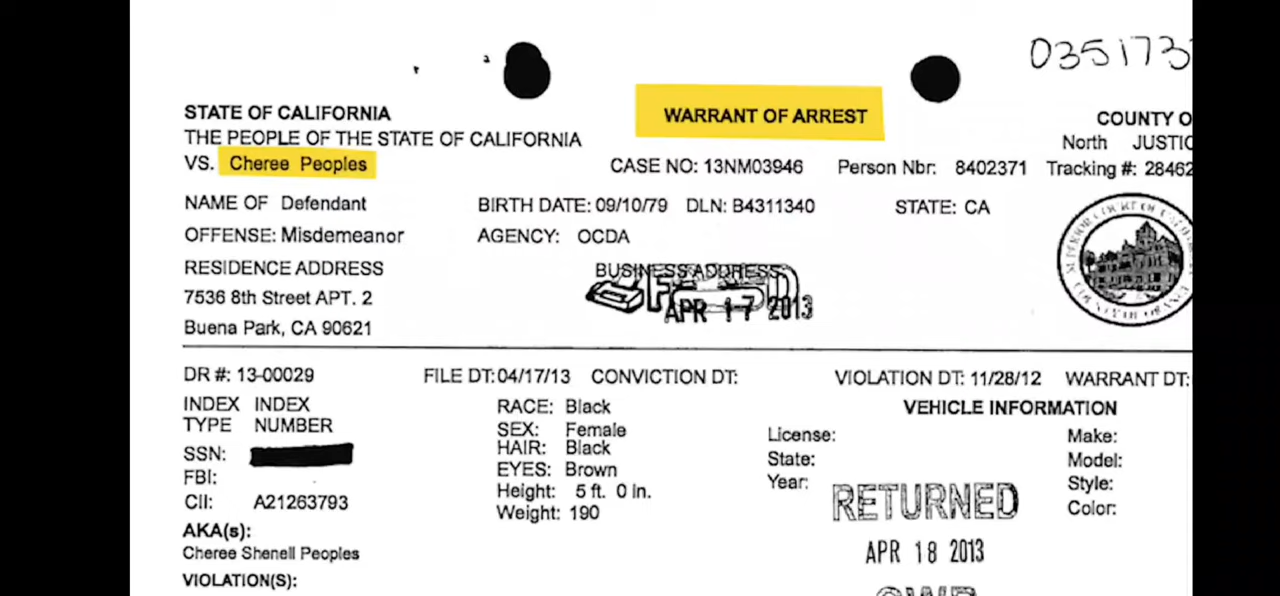 035173
STATE OF CALIFORNIA
WARRANT OF ARREST
COUNTY O
THE PEOPLE OF THE STATE OF CALIFORNIA
North JUSTIC
VS. Cheree Peoples
CASE NO: 13NM03946 Person Nbr: 8402371 Tracking #: 28462
NAME OF Defendant
BIRTH DATE: 09/10/79 DLN: B4311340 STATE: CA
OFFENSE: Misdemeanor
AGENCY: OCDA
RESIDENCE ADDRESS
BUSINESS ADDRESS
7536 8th Street APT. 2
APR 17 2013
Buena Park, CA 90621
DR #: 13-00029
FILE DT: 04/17/13 CONVICTION DT:
VIOLATION DT: 11/28/12 WARRANT DT:
INDEX INDEX
TYPE NUMBER
SSN:
FBI:
CII: A21263793
AKA(s):
Cheree Shenell Peoples
VIOLATION(S):
RACE: Black
SEX: Female
HAIR: Black
EYES: Brown
Height: 5 ft. 0 in.
Weight: 190
VEHICLE INFORMATION
License:
State:
Year:
Make:
Model:
Style:
Color:
RETURNED
APR 18 2013